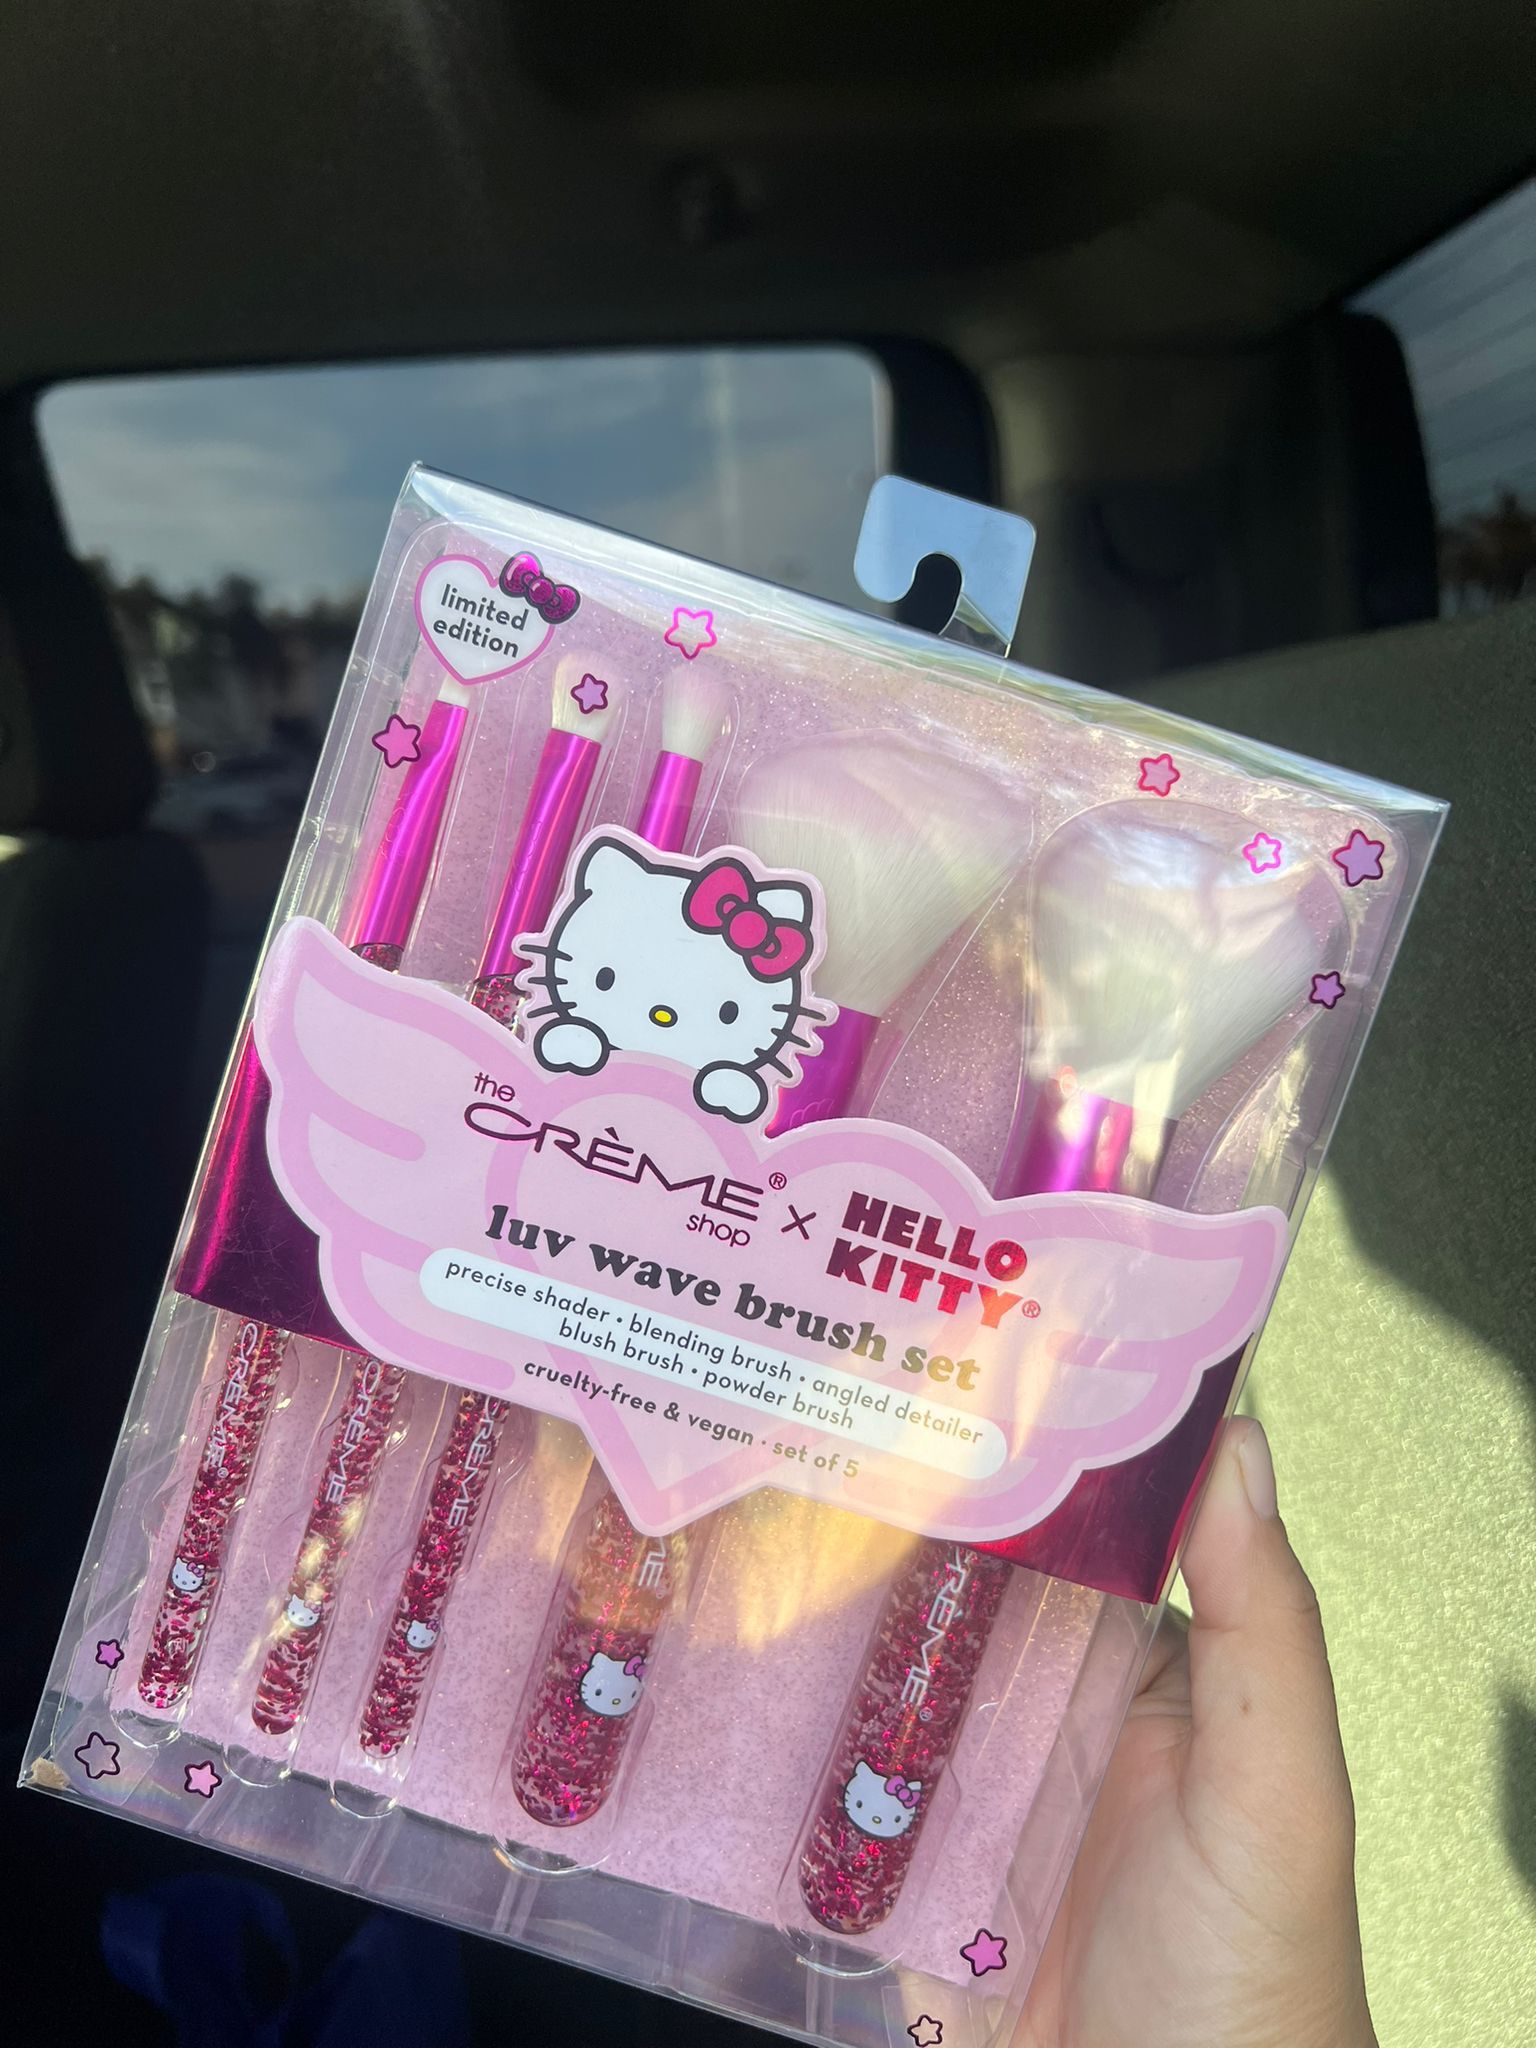 limited
edition
the
CRÈME®
shop
x
HELLO
KITTY®
luv wave brush set
precise shader • blending brush • angled detailer
blush brush • powder brush
cruelty-free & vegan • set of 5
CRÈME®
CRÈME
CRÈME
CRÈME®